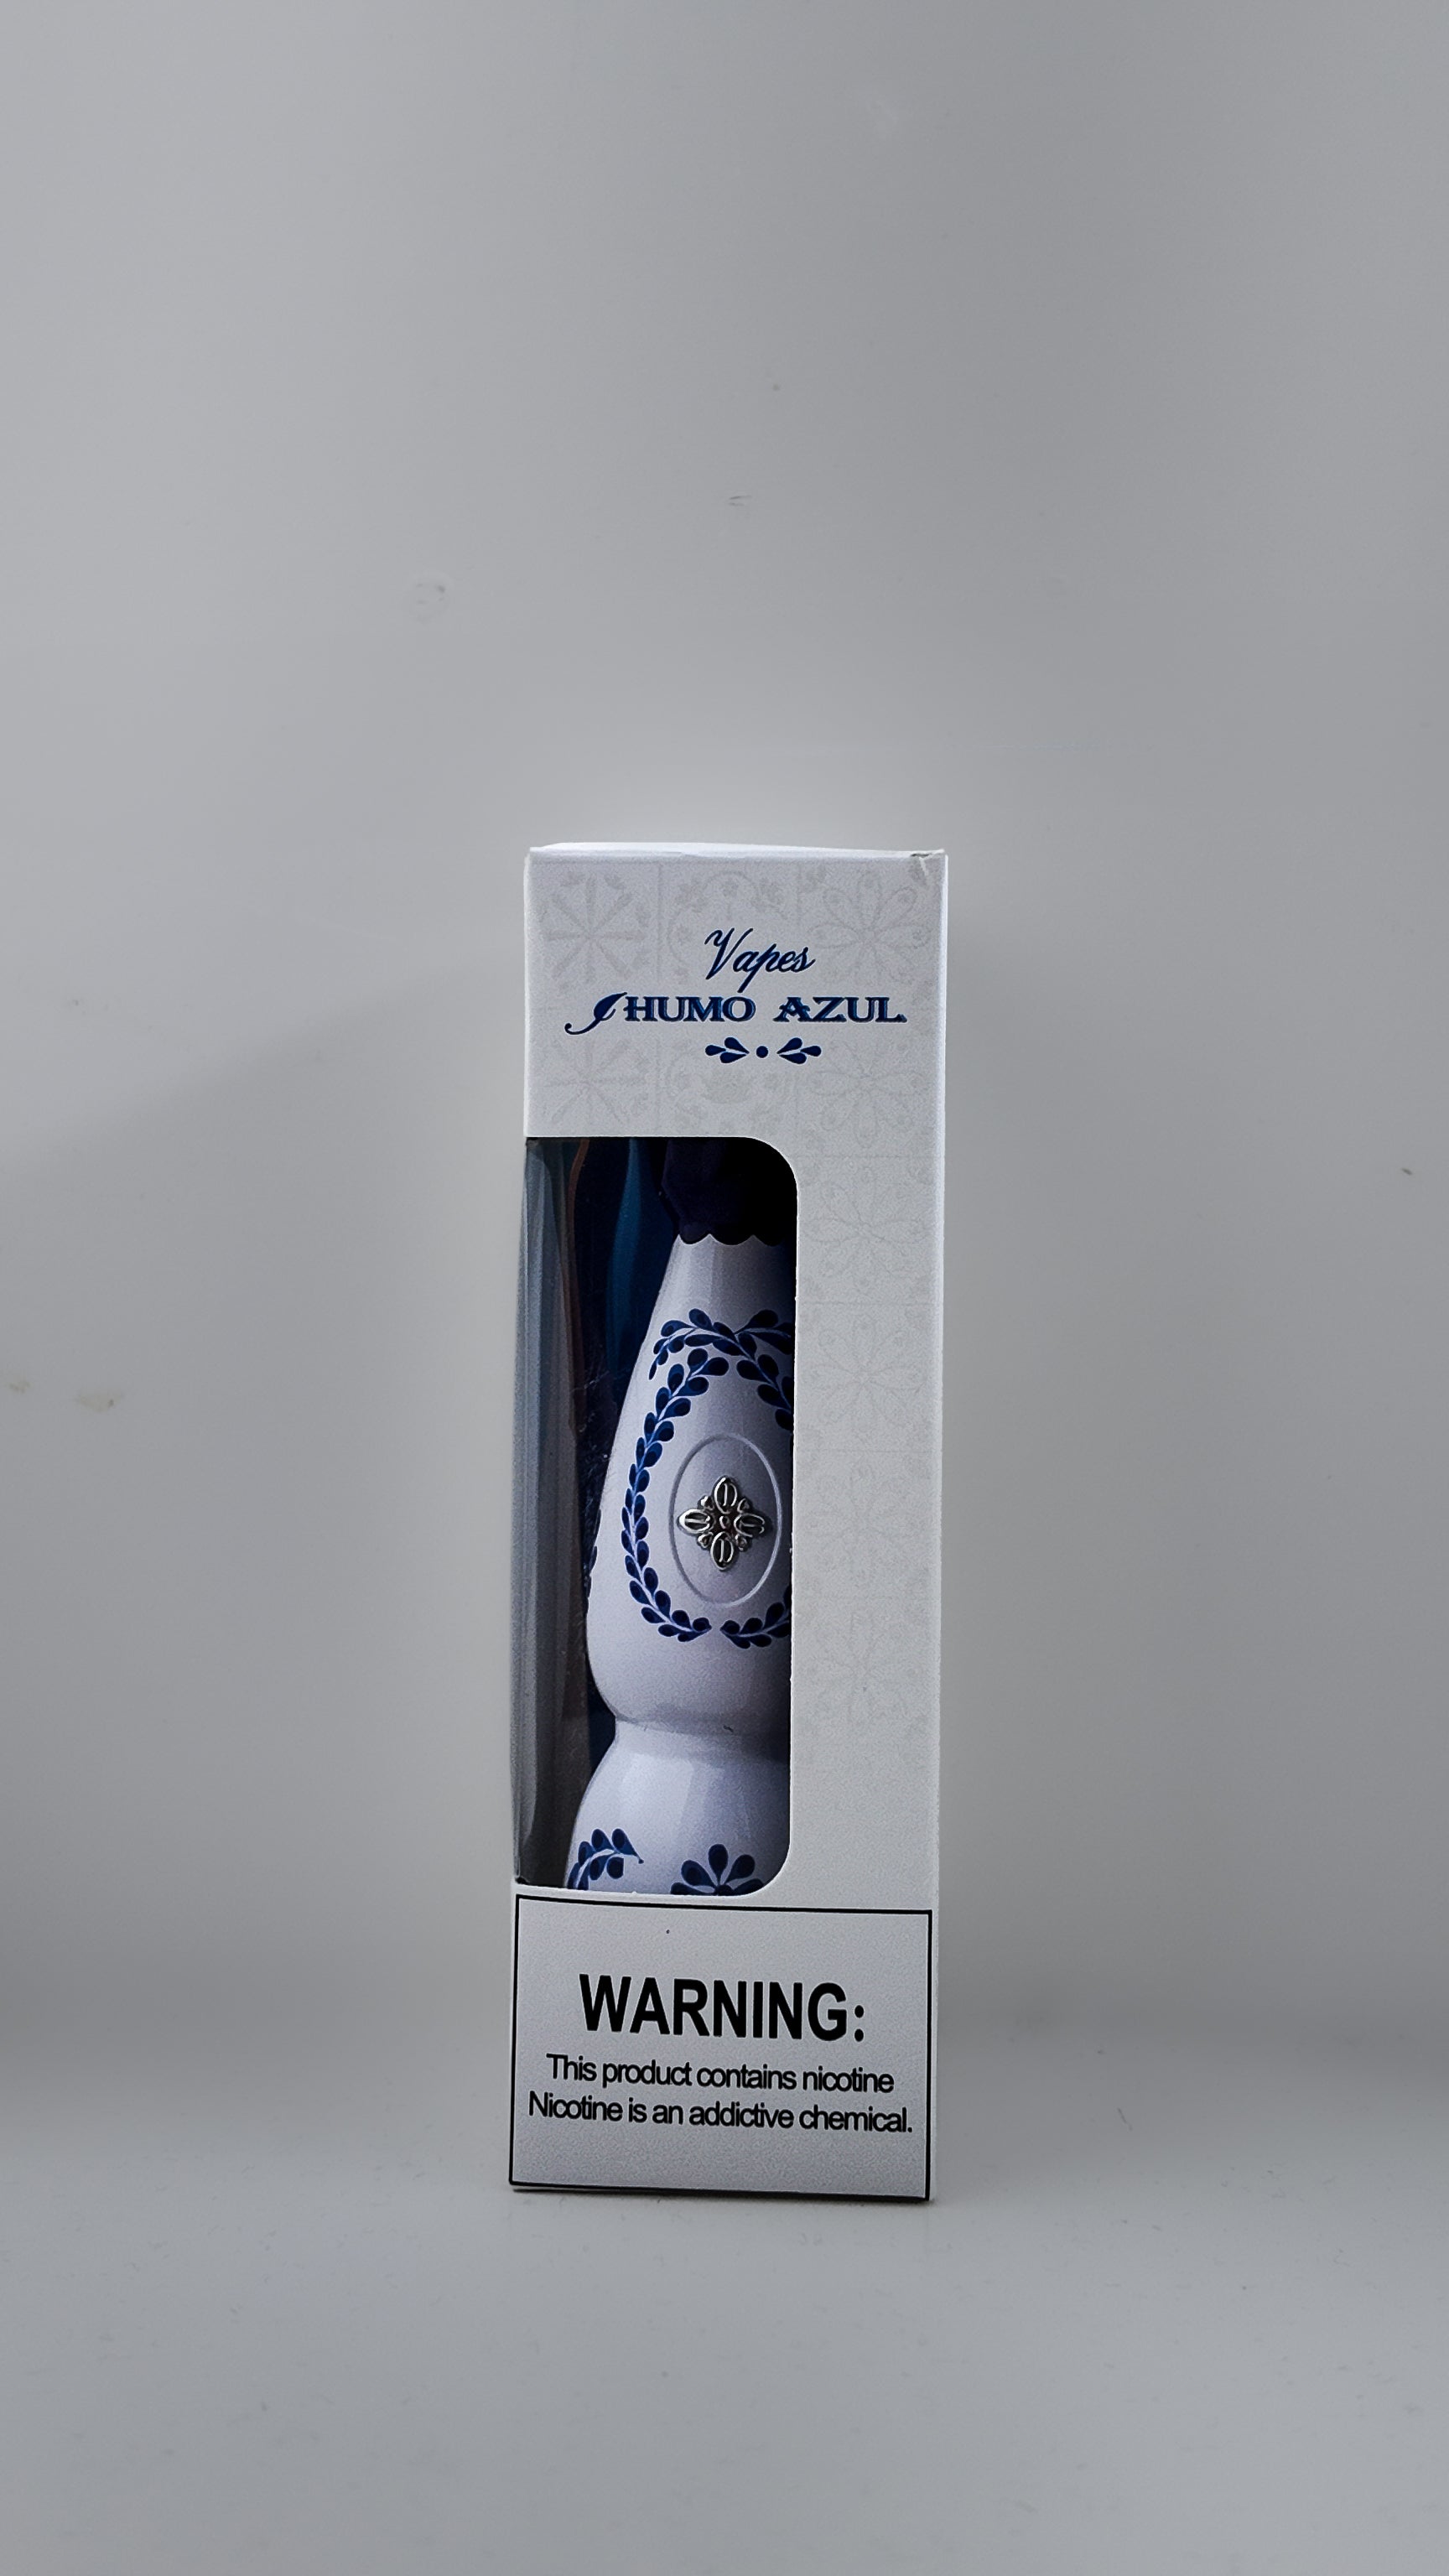 Vapes
HUMO AZUL
WARNING:
This product contains nicotine
Nicotine is an addictive chemical.